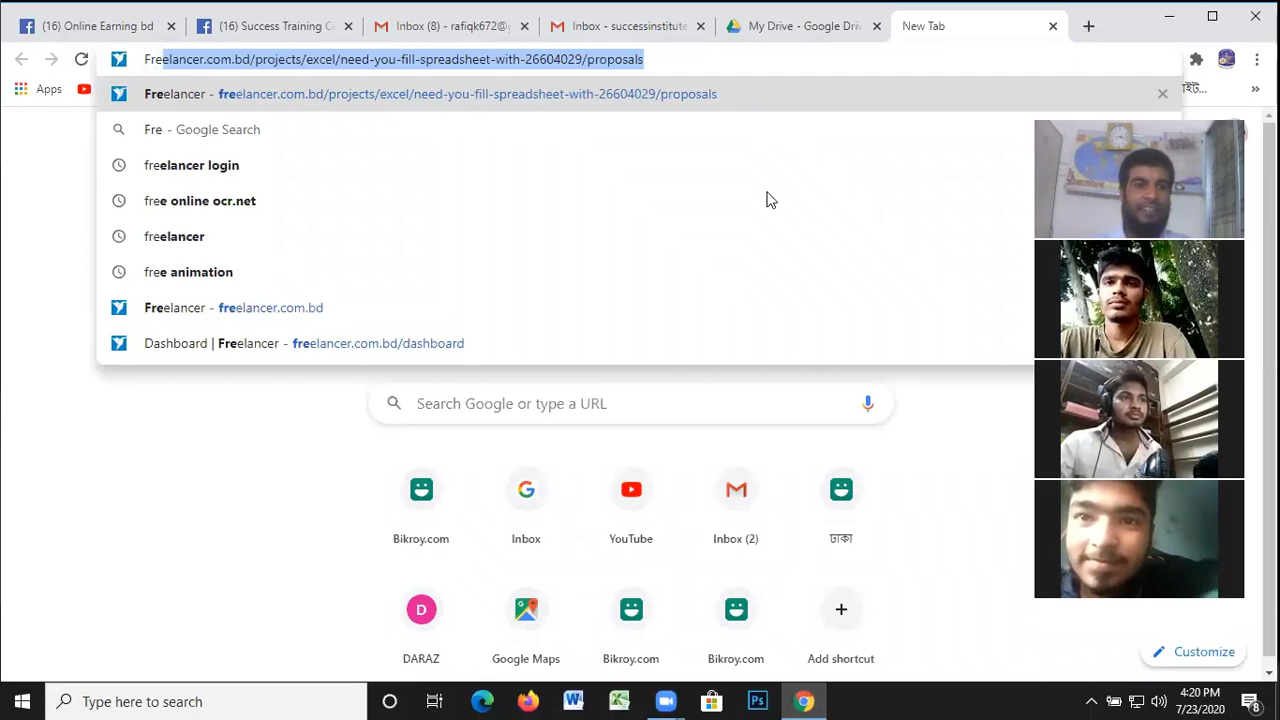 (16) Online Earning bd
(16) Success Training C
Inbox (8) - rafiqk672@g
Inbox - successinstitute
My Drive - Google Driv
New Tab
Freelancer.com.bd/projects/excel/need-you-fill-spreadsheet-with-26604029/proposals
Apps
Freelancer - freelancer.com.bd/projects/excel/need-you-fill-spreadsheet-with-26604029/proposals
Fre - Google Search
freelancer login
free online ocr.net
freelancer
free animation
Freelancer - freelancer.com.bd
Dashboard | Freelancer - freelancer.com.bd/dashboard
Search Google or type a URL
Bikroy.com
Inbox
YouTube
Inbox (2)
ঢাকা
D
DARAZ
Google Maps
Bikroy.com
Bikroy.com
Add shortcut
Customize
Type here to search
4:20 PM
7/23/2020
8